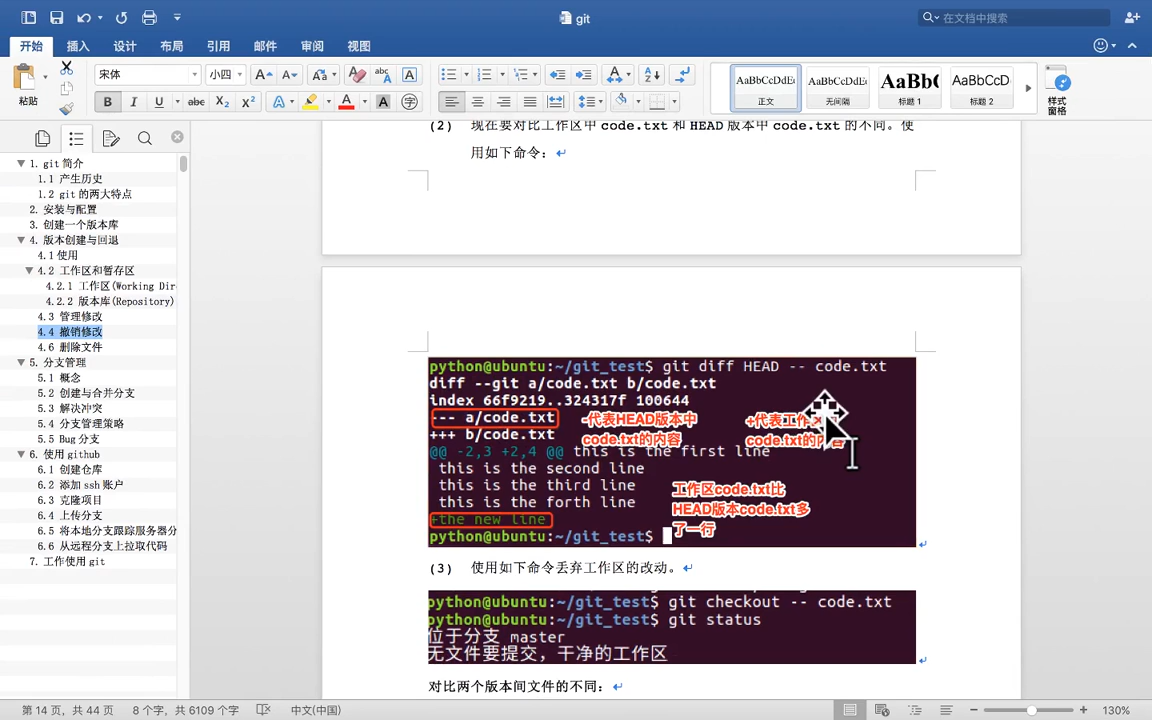 git
在文档中搜索
开始 插入 设计 布局 引用 邮件 审阅 视图
粘贴
宋体 小四
AaBbCcDdEe AaBbCcDdEe AaBb( AaBbCcD
正文 无间隔 标题 1 标题 2
样式
窗格
1. git 简介
1.1 产生历史
1.2 git 的两大特点
2. 安装与配置
3. 创建一个版本库
4. 版本创建与回退
4.1 使用
4.2 工作区和暂存区
4.2.1 工作区(Working Dir
4.2.2 版本库(Repository)
4.3 管理修改
4.4 撤销修改
4.6 删除文件
5. 分支管理
5.1 概念
5.2 创建与合并分支
5.3 解决冲突
5.4 分支管理策略
5.5 Bug 分支
6. 使用 github
6.1 创建仓库
6.2 添加 ssh 账户
6.3 克隆项目
6.4 上传分支
6.5 将本地分支跟踪服务器分
6.6 从远程分支上拉取代码
7. 工作使用 git
(2) 现在要对比工作区中 code.txt 和 HEAD 版本中 code.txt 的不同。使
用如下命令：
python@ubuntu:~/git_test$ git diff HEAD -- code.txt
diff --git a/code.txt b/code.txt
index 66f9219..324317f 100644
--- a/code.txt
+++ b/code.txt
-代表HEAD版本中
code.txt的内容
+代表工作区
code.txt的内容
@@ -2,3 +2,4 @@ this is the first line
this is the second line
this is the third line
this is the forth line
+the new line
工作区code.txt比
HEAD版本code.txt多
了一行
python@ubuntu:~/git_test$
(3) 使用如下命令丢弃工作区的改动。
python@ubuntu:~/git_test$ git checkout -- code.txt
python@ubuntu:~/git_test$ git status
位于分支 master
无文件要提交，干净的工作区
对比两个版本间文件的不同：
第 14 页，共 44 页 8 个字，共 6109 个字 中文(中国) 130%